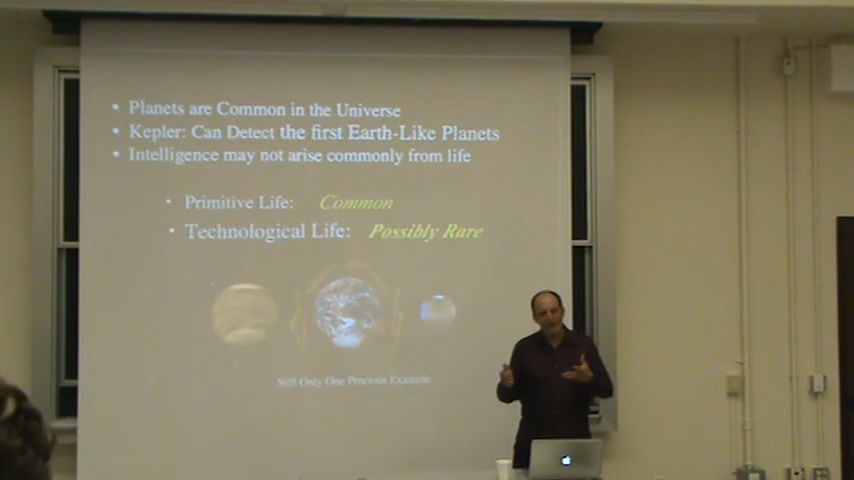 Planets are Common in the Universe
Kepler: Can Detect the first Earth-Like Planets
Intelligence may not arise commonly from life
Primitive Life: Common
Technological Life: Possibly Rare
Still Only One Precious Example